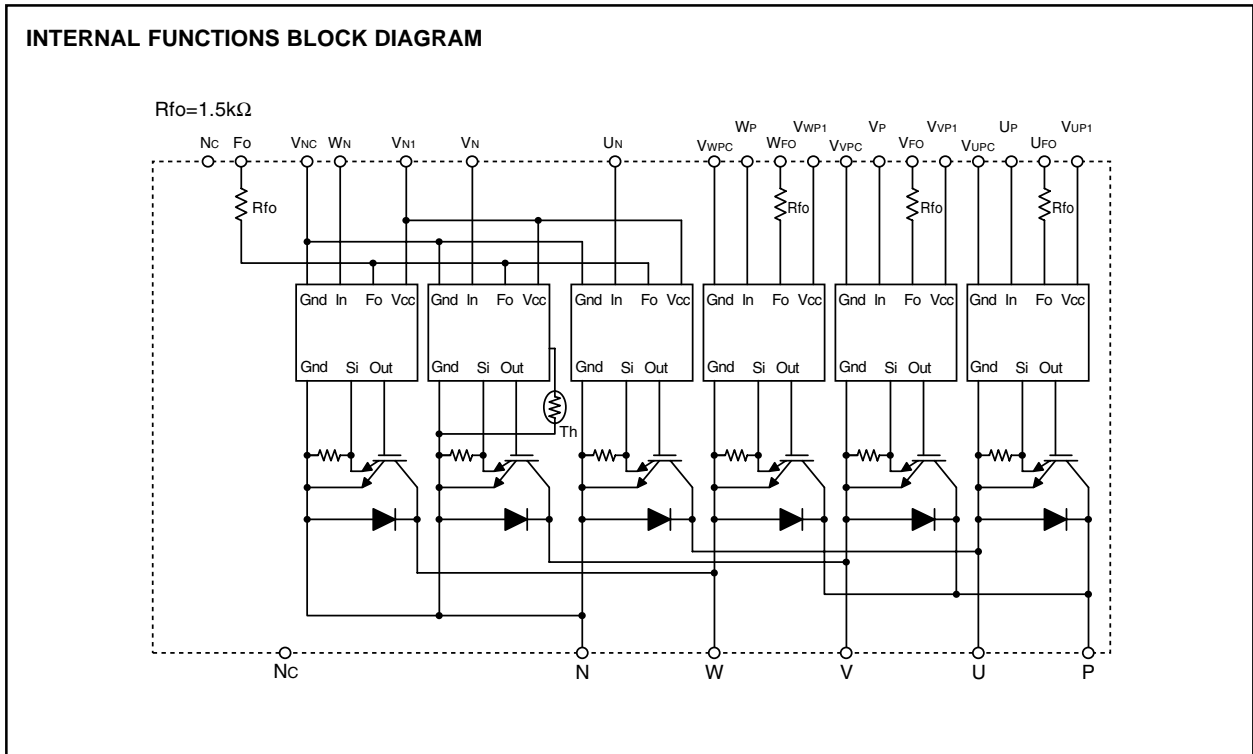 INTERNAL FUNCTIONS BLOCK DIAGRAM
Rfo=1.5kΩ
NC FO VNC WN VN1 VN UN VWPC WP WFO VWP1 VVPC VP VFO VVP1 VUPC UP UFO VUP1
Rfo Rfo Rfo Rfo
Gnd In Fo Vcc Gnd In Fo Vcc Gnd In Fo Vcc Gnd In Fo Vcc Gnd In Fo Vcc Gnd In Fo Vcc
Gnd Si Out Gnd Si Out Gnd Si Out Gnd Si Out Gnd Si Out Gnd Si Out
Th
NC N W V U P